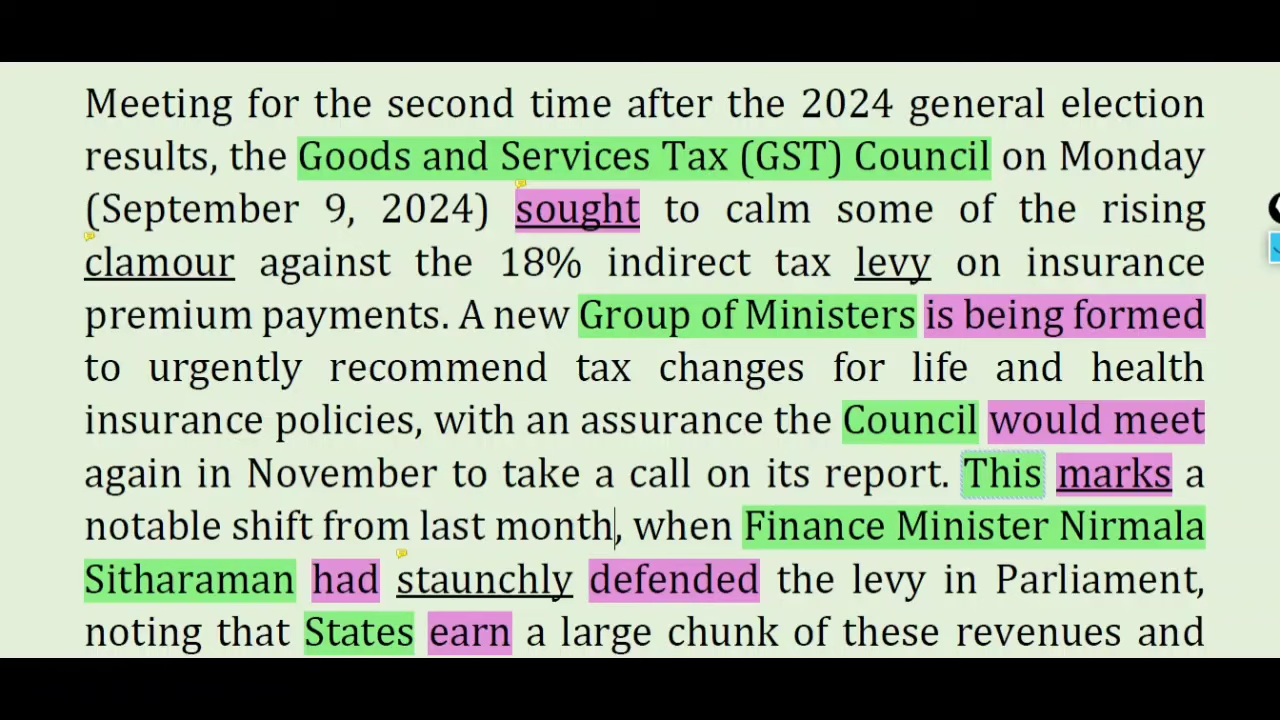 Meeting for the second time after the 2024 general election
results, the Goods and Services Tax (GST) Council on Monday
(September 9, 2024) sought to calm some of the rising
clamour against the 18% indirect tax levy on insurance
premium payments. A new Group of Ministers is being formed
to urgently recommend tax changes for life and health
insurance policies, with an assurance the Council would meet
again in November to take a call on its report. This marks a
notable shift from last month, when Finance Minister Nirmala
Sitharaman had staunchly defended the levy in Parliament,
noting that States earn a large chunk of these revenues and